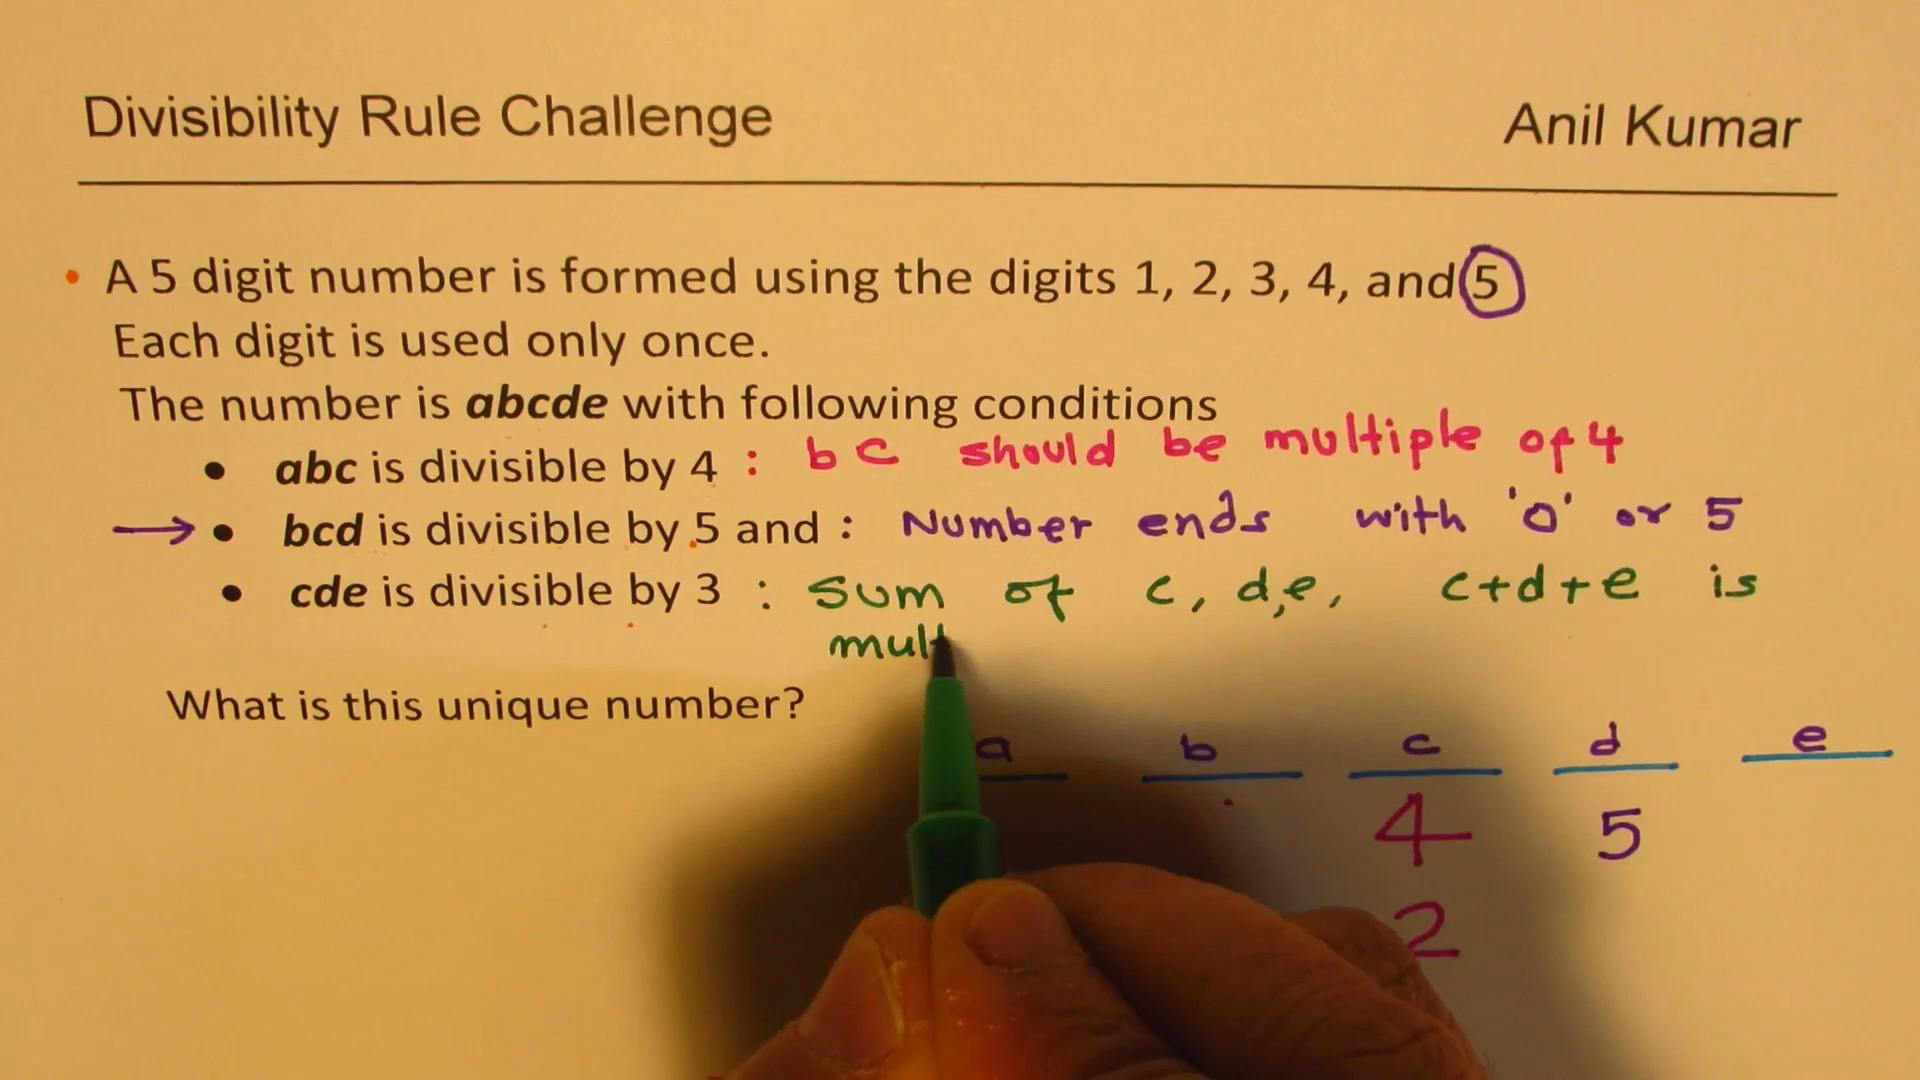 Divisibility Rule Challenge Anil Kumar
• A 5 digit number is formed using the digits 1, 2, 3, 4, and 5
Each digit is used only once.
The number is abcde with following conditions
• abc is divisible by 4 : bc should be multiple of 4
→ • bcd is divisible by 5 and : Number ends with '0' or 5
• cde is divisible by 3 : Sum of c, d,e, c+d+e is
mult
What is this unique number?
a b c d e
4 5
2